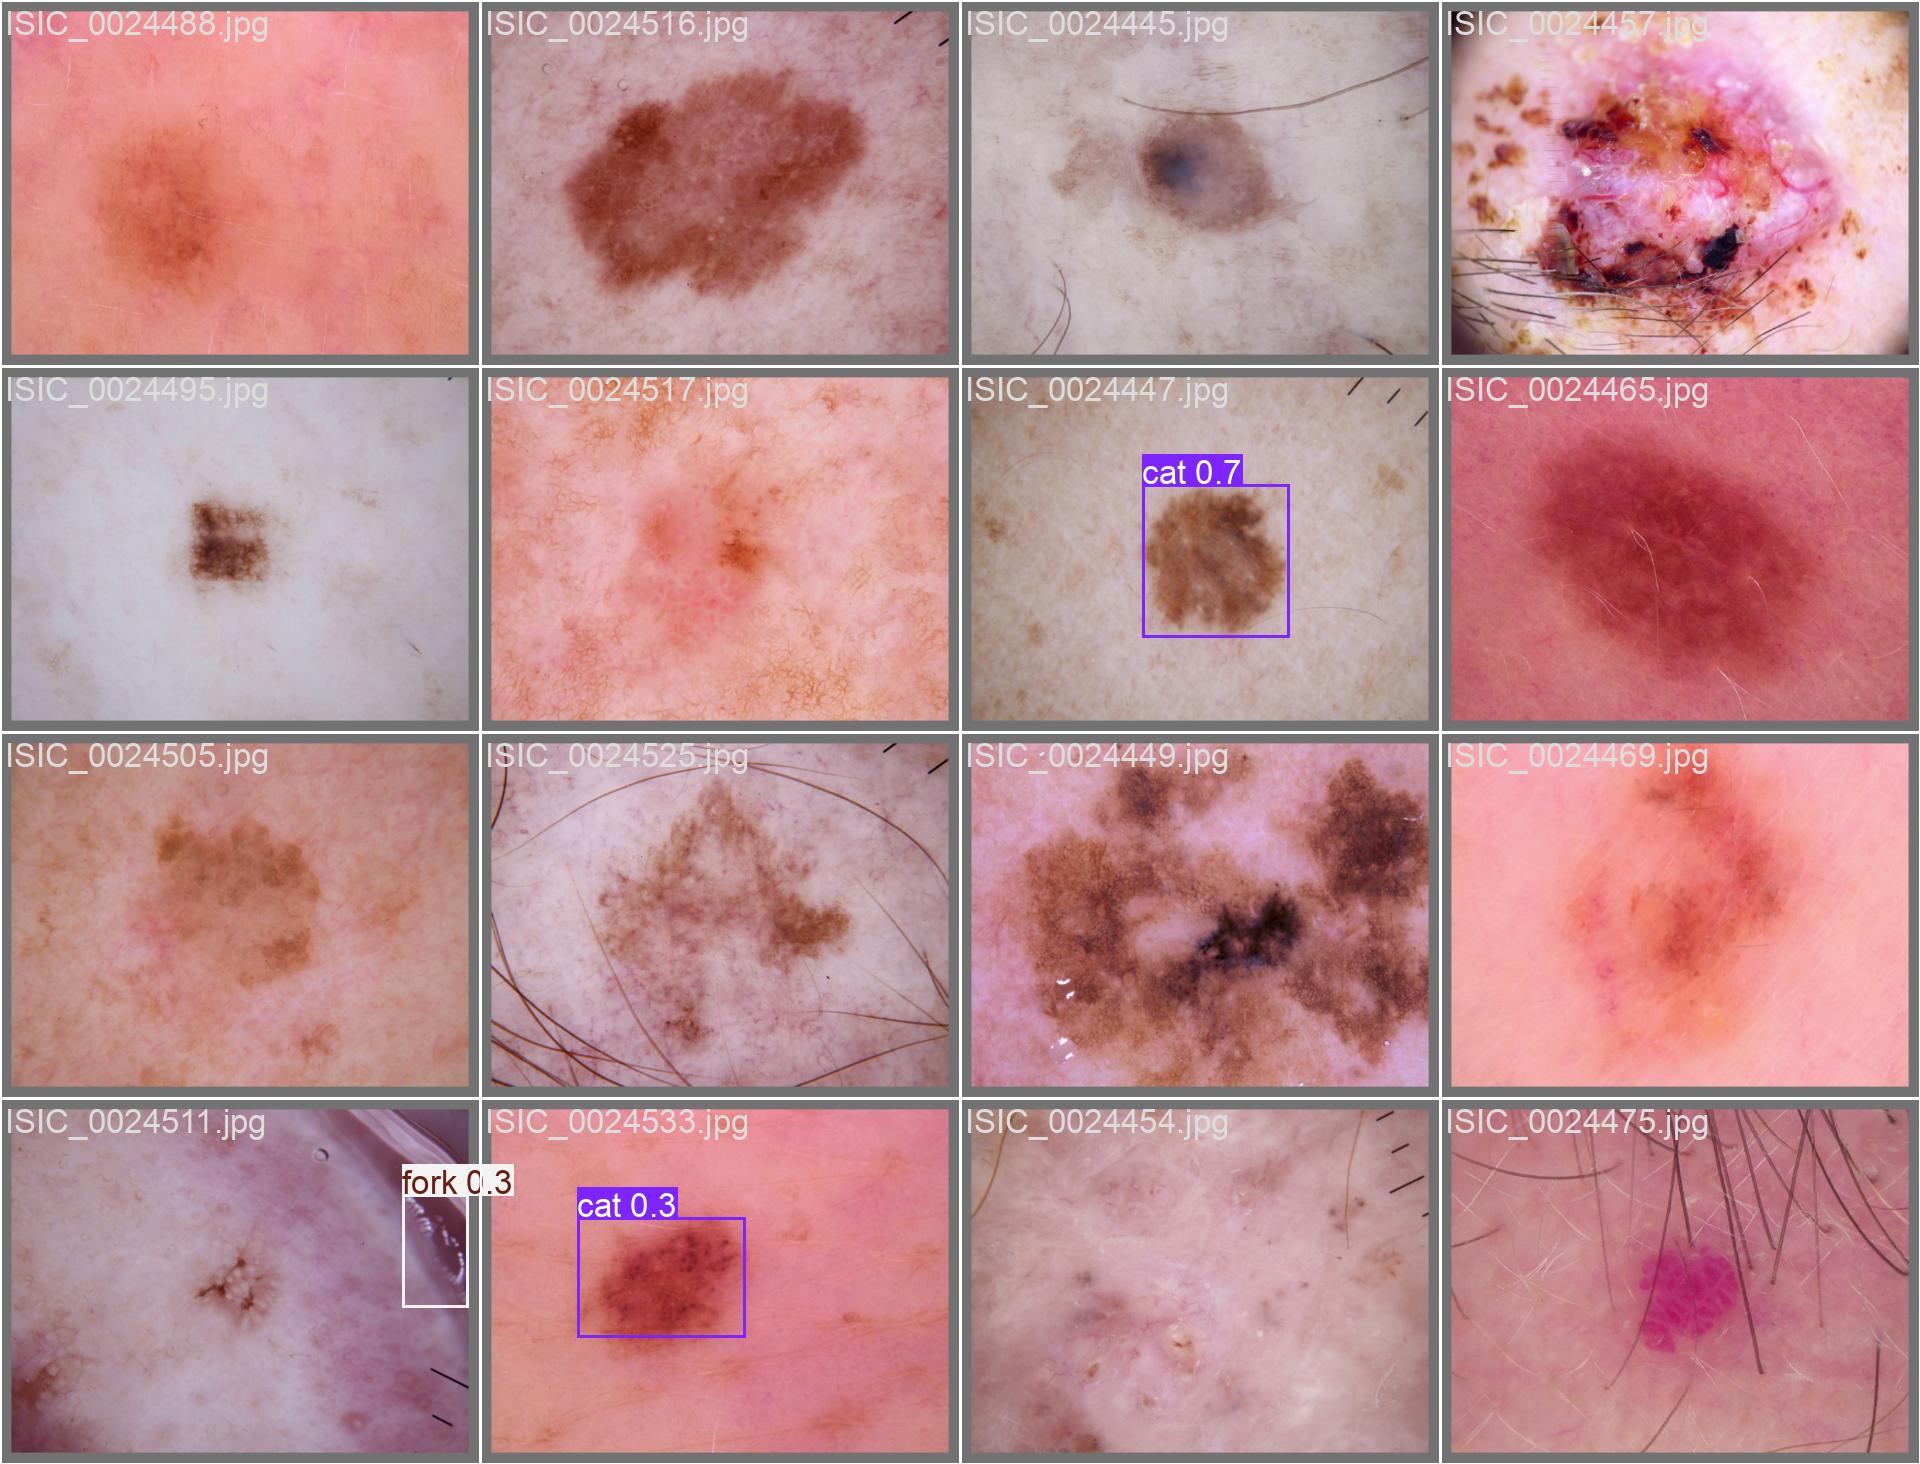 ISIC_0024488.jpg
ISIC_0024516.jpg
ISIC_0024445.jpg
ISIC_0024457.jpg
ISIC_0024495.jpg
ISIC_0024517.jpg
ISIC_0024447.jpg
cat 0.7
ISIC_0024465.jpg
ISIC_0024505.jpg
ISIC_0024525.jpg
ISIC_0024449.jpg
ISIC_0024469.jpg
ISIC_0024511.jpg
fork 0.3
ISIC_0024533.jpg
cat 0.3
ISIC_0024454.jpg
ISIC_0024475.jpg